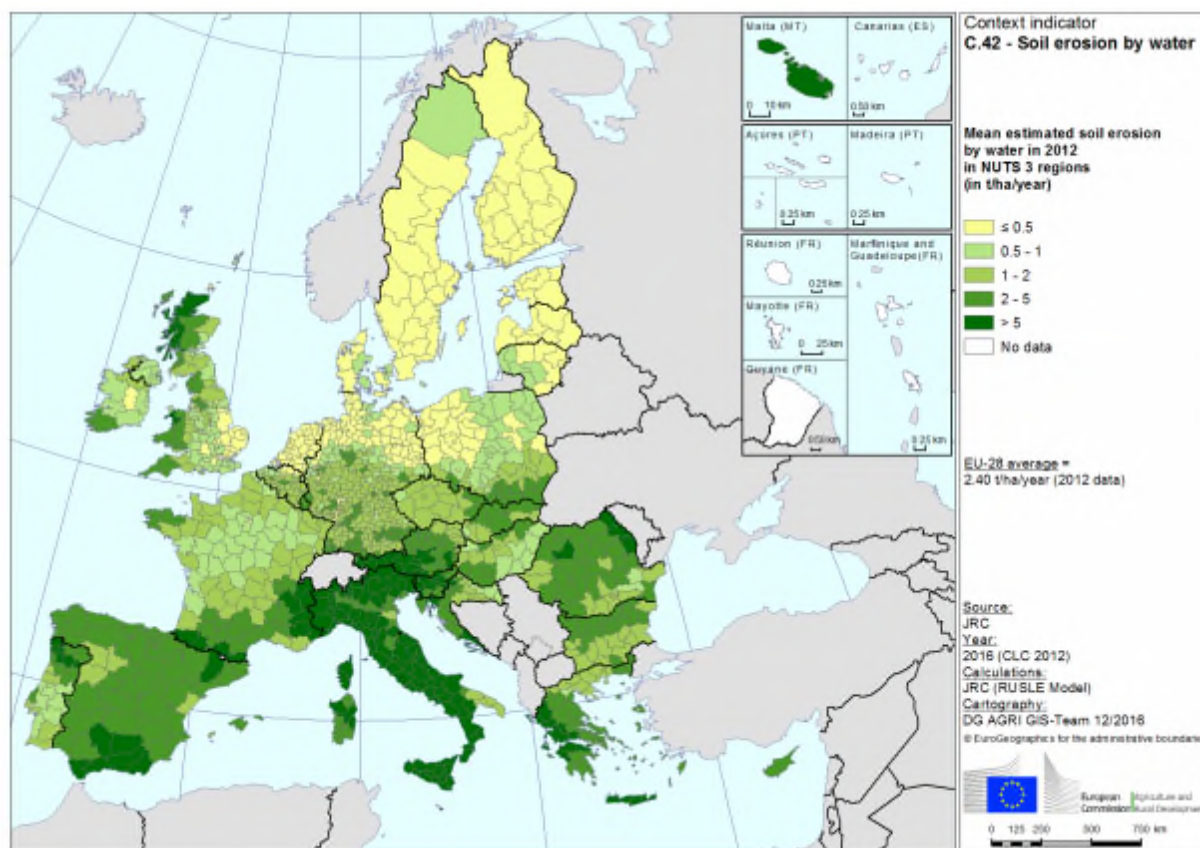 Context indicator
C.42 - Soil erosion by water
Malta (MT)
Canarias (ES)
0 10 km
0 50 km
Açores (PT)
Madeira (PT)
0 25 km
0 25 km
Réunion (FR)
Martinique and
Guadeloupe(FR)
0 25 km
Mayotte (FR)
0 25 km
Guyane (FR)
0 50 km
0 25 km
Mean estimated soil erosion
by water in 2012
in NUTS 3 regions
(in t/ha/year)
≤ 0.5
0.5 - 1
1 - 2
2 - 5
> 5
No data
EU-28 average =
2.40 t/ha/year (2012 data)
Source:
JRC
Year:
2016 (CLC 2012)
Calculations:
JRC (RUSLE Model)
Cartography:
DG AGRI GIS-Team 12/2016
© EuroGeographics for the administrative boundarie
European
Commission
Agriculture and
Rural Developme
0 125 250 500 750 km